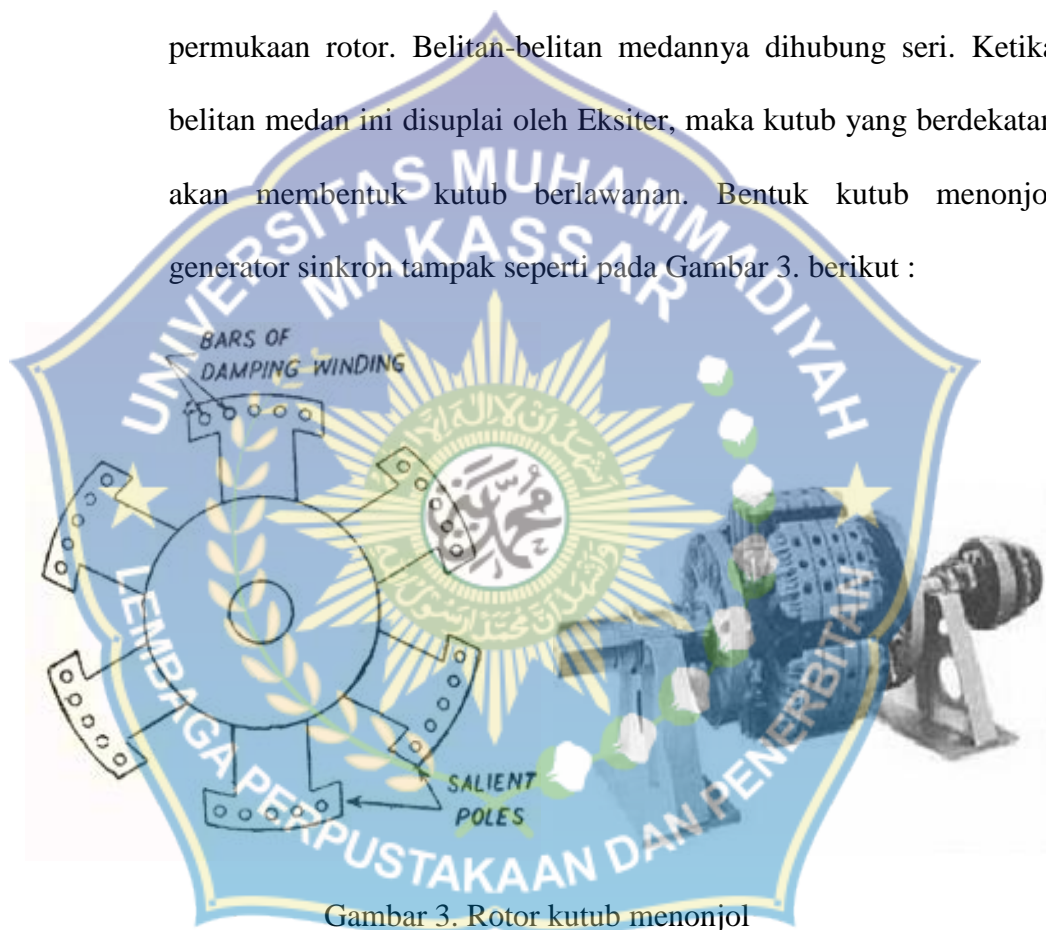 permukaan rotor. Belitan-belitan medannya dihubung seri. Ketika
belitan medan ini disuplai oleh Eksiter, maka kutub yang berdekatan
akan membentuk kutub berlawanan. Bentuk kutub menonjol
generator sinkron tampak seperti pada Gambar 3. berikut :
UNIVERSITAS MUHAMMADIYAH
MAKASSAR
BARS OF
DAMPING WINDING
SALIENT
POLES
LEMBAGA PERPUSTAKAAN DAN PENERBITAN
Gambar 3. Rotor kutub menonjol